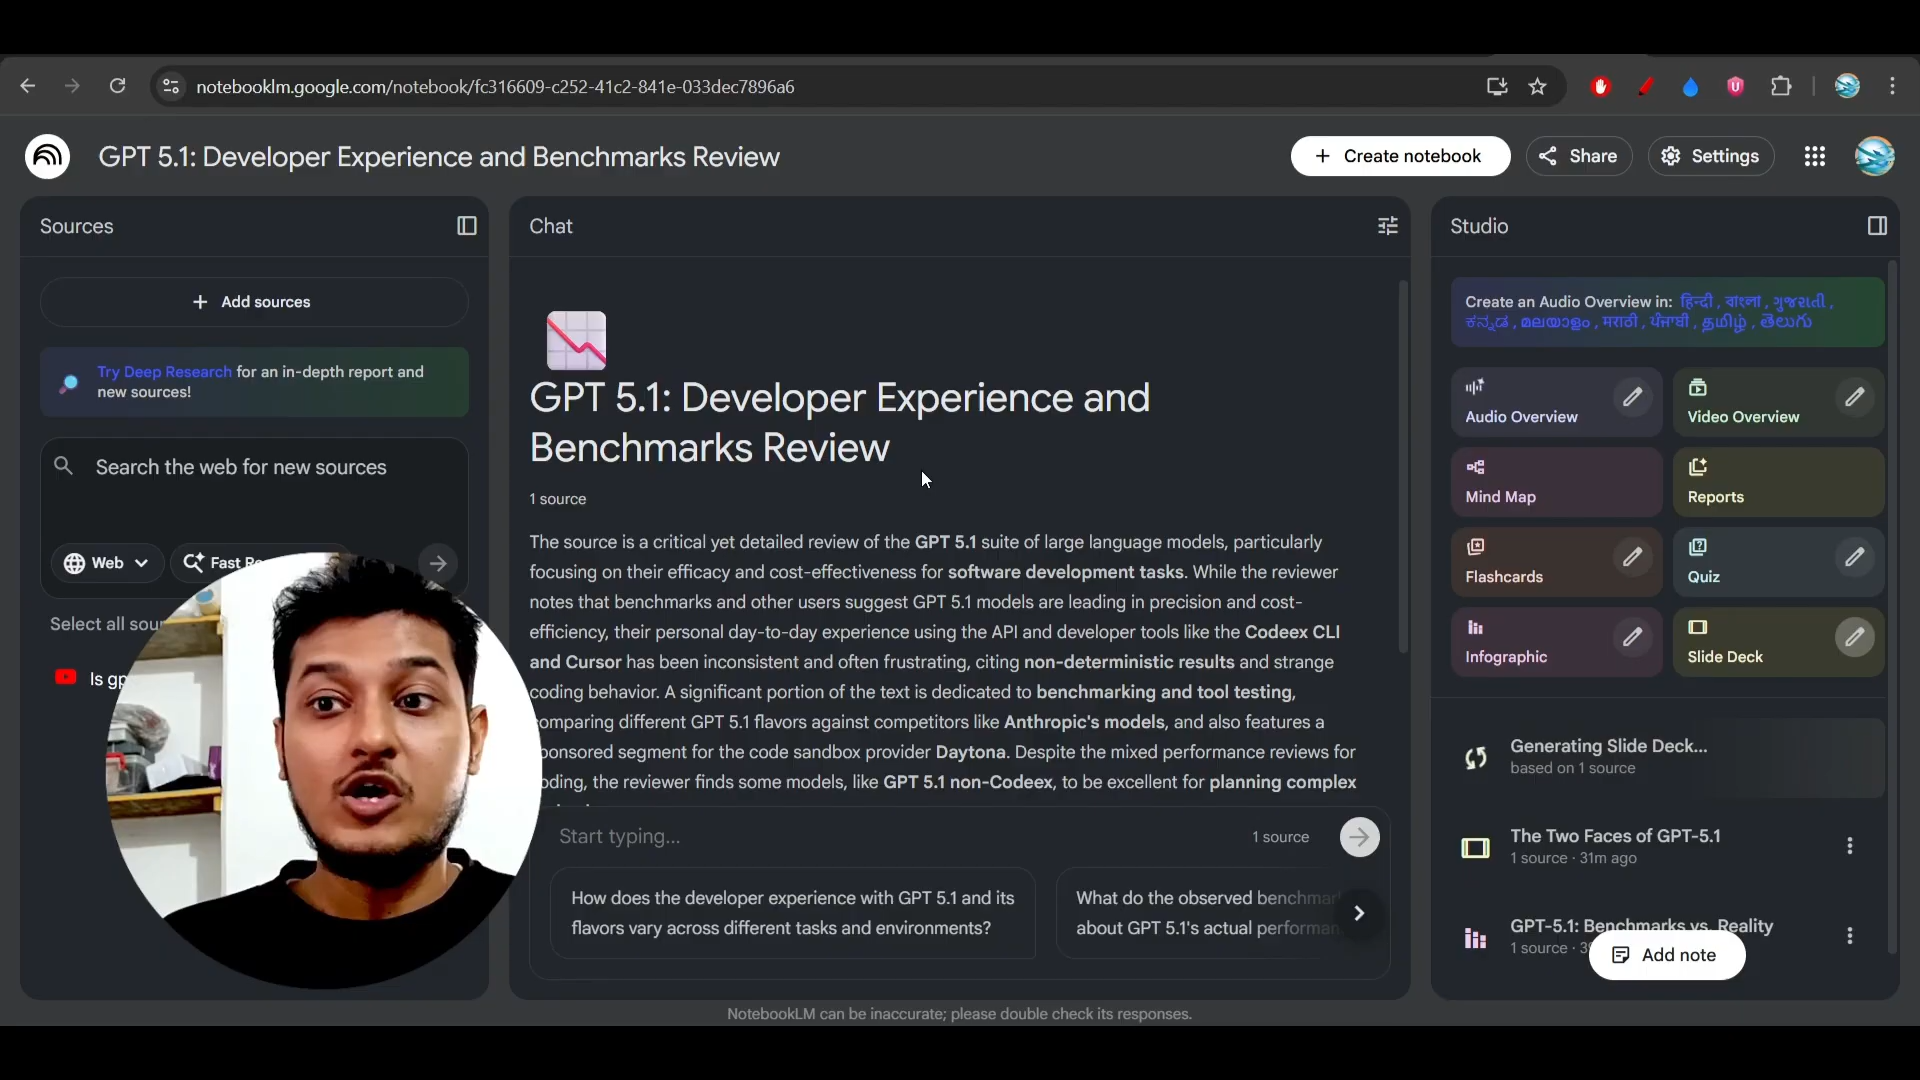 notebooklm.google.com/notebook/fc316609-c252-41c2-841e-033dec7896a6
GPT 5.1: Developer Experience and Benchmarks Review
Create notebook
Share
Settings
Sources
Add sources
Try Deep Research for an in-depth report and
new sources!
Search the web for new sources
Web
Fast
Select all
Is
Chat
GPT 5.1: Developer Experience and
Benchmarks Review
1 source
The source is a critical yet detailed review of the GPT 5.1 suite of large language models, particularly
focusing on their efficacy and cost-effectiveness for software development tasks. While the reviewer
notes that benchmarks and other users suggest GPT 5.1 models are leading in precision and cost-
efficiency, their personal day-to-day experience using the API and developer tools like the Codeex CLI
and Cursor has been inconsistent and often frustrating, citing non-deterministic results and strange
coding behavior. A significant portion of the text is dedicated to benchmarking and tool testing,
comparing different GPT 5.1 flavors against competitors like Anthropic's models, and also features a
sponsored segment for the code sandbox provider Daytona. Despite the mixed performance reviews for
coding, the reviewer finds some models, like GPT 5.1 non-Codeex, to be excellent for planning complex
Start typing...
1 source
How does the developer experience with GPT 5.1 and its
flavors vary across different tasks and environments?
What do the observed benchmar
about GPT 5.1's actual performan
NotebookLM can be inaccurate; please double check its responses.
Studio
Create an Audio Overview in: हिन्दी , বাংলা , ગુજરાતી ,
ಕನ್ನಡ , മലയാളം , मराठी , ਪੰਜਾਬੀ , தமிழ் , తెలుగు
Audio Overview
Video Overview
Mind Map
Reports
Flashcards
Quiz
Infographic
Slide Deck
Generating Slide Deck...
based on 1 source
The Two Faces of GPT-5.1
1 source · 31m ago
GPT-5.1: Benchmarks vs. Reality
1 source · 
Add note